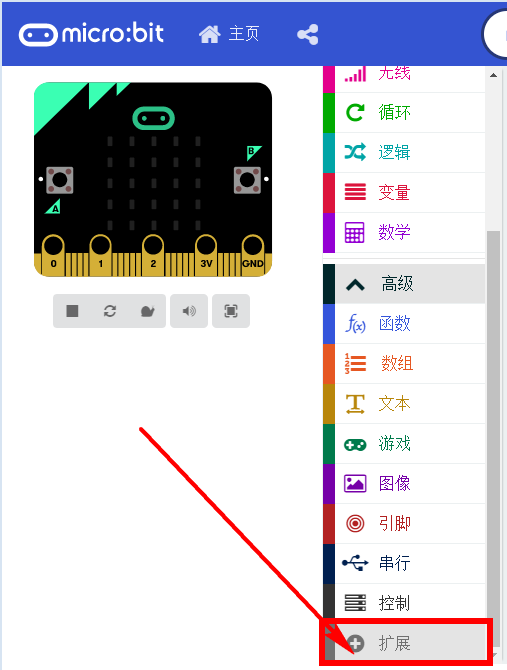 micro:bit 主页
无线
循环
逻辑
变量
数学
高级
函数
数组
文本
游戏
图像
引脚
串行
控制
扩展
B
A
0 1 2 3V GND